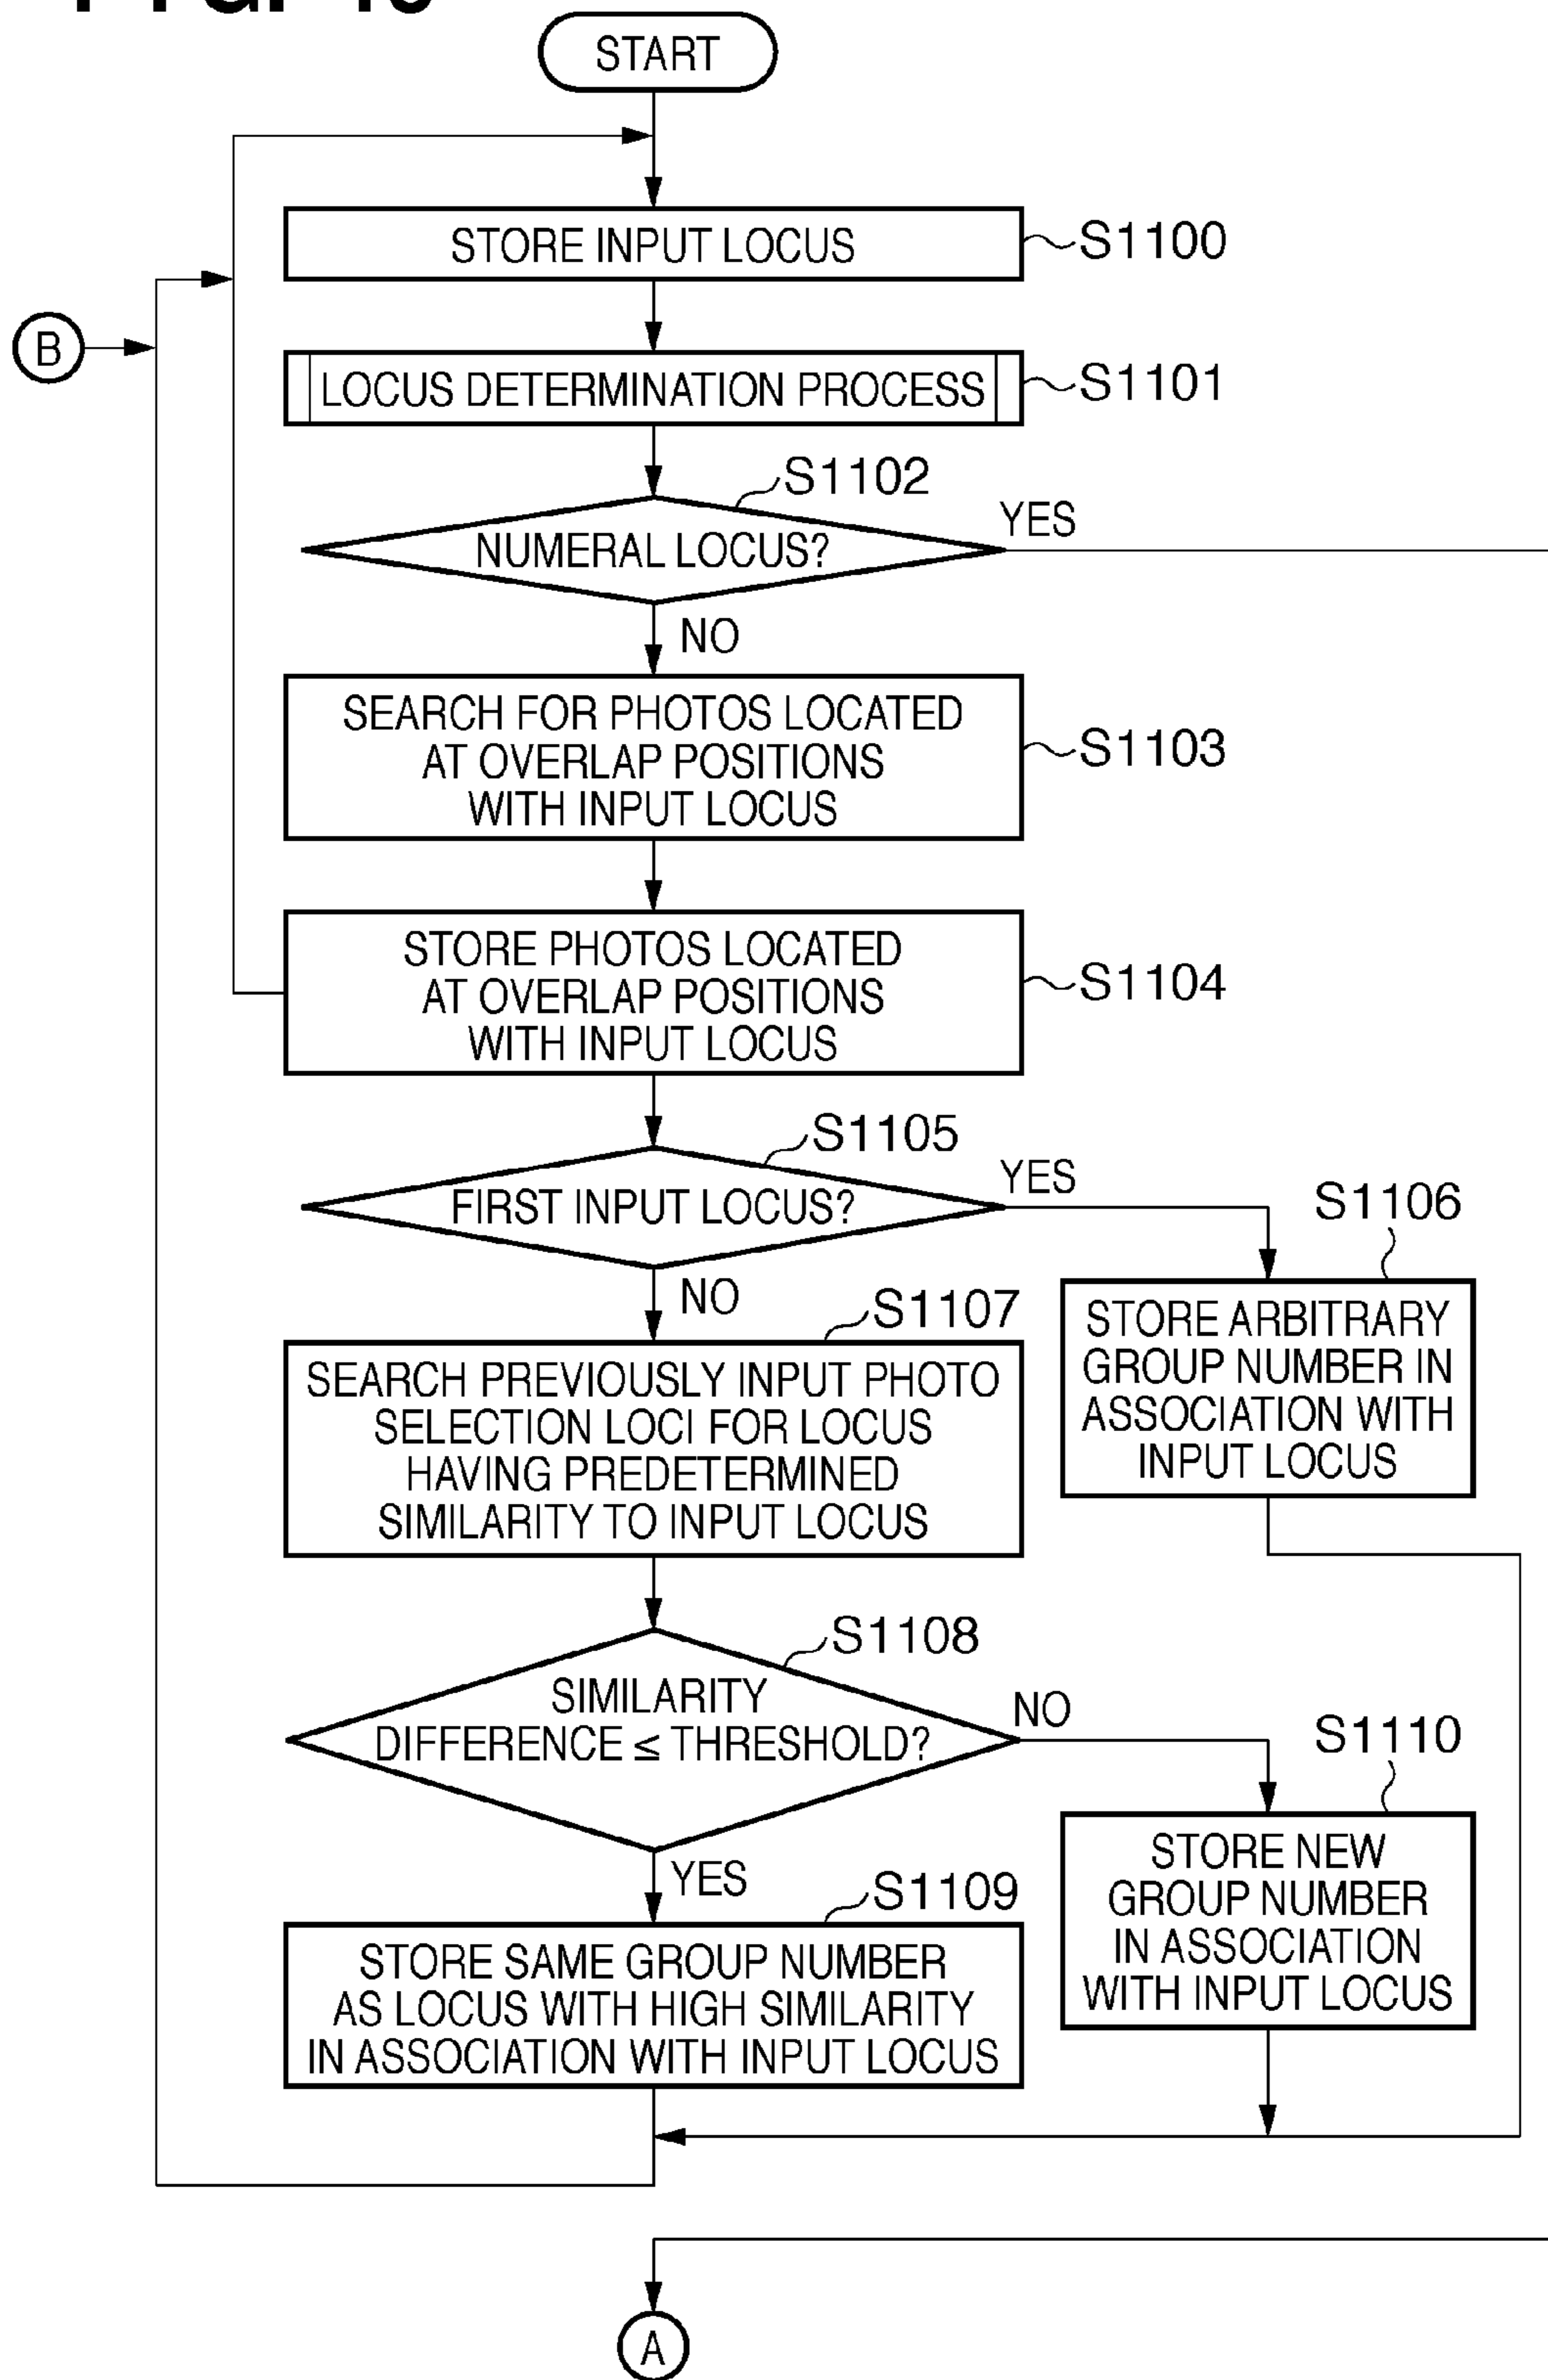 START
STORE INPUT LOCUS
S1100
B
LOCUS DETERMINATION PROCESS
S1101
S1102
NUMERAL LOCUS?
YES
NO
SEARCH FOR PHOTOS LOCATED
AT OVERLAP POSITIONS
WITH INPUT LOCUS
S1103
STORE PHOTOS LOCATED
AT OVERLAP POSITIONS
WITH INPUT LOCUS
S1104
S1105
FIRST INPUT LOCUS?
YES
NO
S1106
STORE ARBITRARY
GROUP NUMBER IN
ASSOCIATION WITH
INPUT LOCUS
S1107
SEARCH PREVIOUSLY INPUT PHOTO
SELECTION LOCI FOR LOCUS
HAVING PREDETERMINED
SIMILARITY TO INPUT LOCUS
S1108
SIMILARITY
DIFFERENCE ≤ THRESHOLD?
NO
YES
S1110
STORE NEW
GROUP NUMBER
IN ASSOCIATION
WITH INPUT LOCUS
S1109
STORE SAME GROUP NUMBER
AS LOCUS WITH HIGH SIMILARITY
IN ASSOCIATION WITH INPUT LOCUS
A